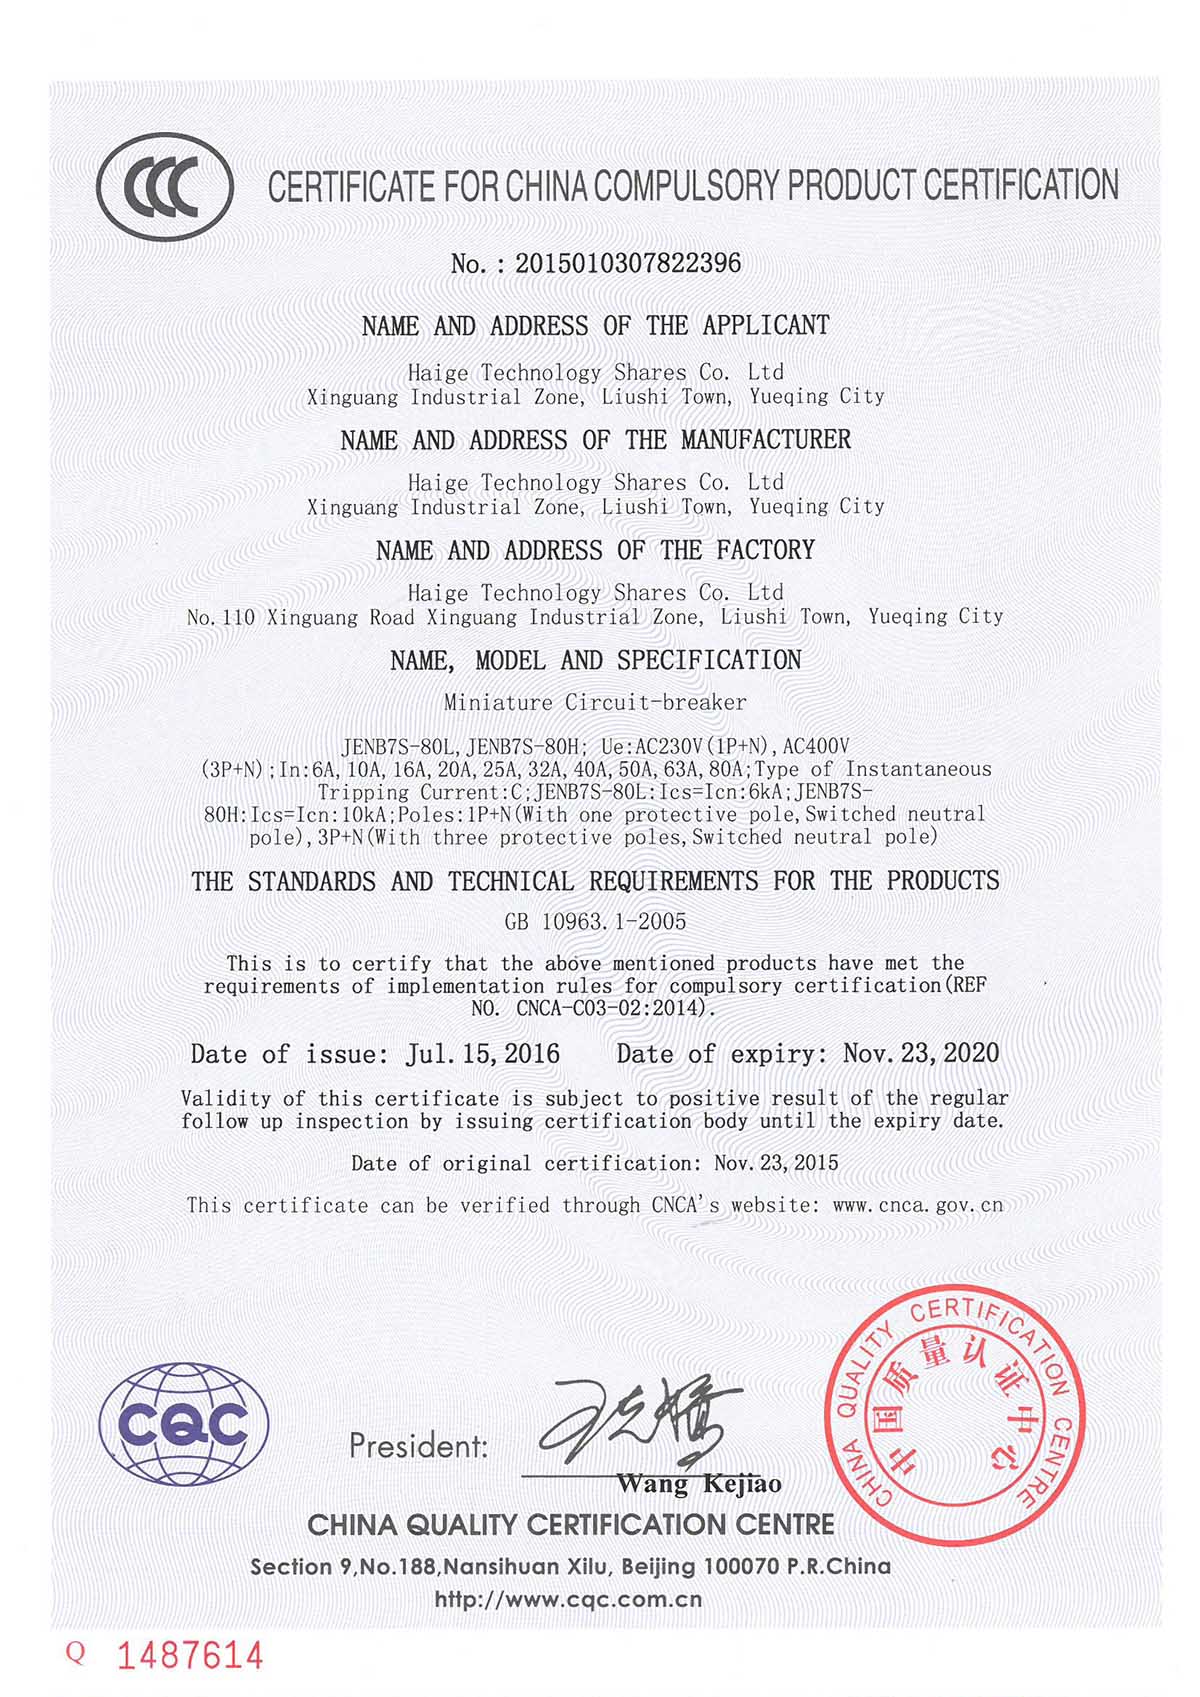 CCC
CERTIFICATE FOR CHINA COMPULSORY PRODUCT CERTIFICATION
No.: 2015010307822396
NAME AND ADDRESS OF THE APPLICANT
Haige Technology Shares Co. Ltd
Xinguang Industrial Zone, Liushi Town, Yueqing City
NAME AND ADDRESS OF THE MANUFACTURER
Haige Technology Shares Co. Ltd
Xinguang Industrial Zone, Liushi Town, Yueqing City
NAME AND ADDRESS OF THE FACTORY
Haige Technology Shares Co. Ltd
No.110 Xinguang Road Xinguang Industrial Zone, Liushi Town, Yueqing City
NAME, MODEL AND SPECIFICATION
Miniature Circuit-breaker
JENB7S-80L,JENB7S-80H; Ue:AC230V(1P+N),AC400V
(3P+N);In:6A,10A,16A,20A,25A,32A,40A,50A,63A,80A;Type of Instantaneous
Tripping Current:C;JENB7S-80L:Ics=Icn:6kA;JENB7S-
80H:Ics=Icn:10kA;Poles:1P+N(With one protective pole,Switched neutral
pole),3P+N(With three protective poles,Switched neutral pole)
THE STANDARDS AND TECHNICAL REQUIREMENTS FOR THE PRODUCTS
GB 10963.1-2005
This is to certify that the above mentioned products have met the
requirements of implementation rules for compulsory certification(REF
NO. CNCA-C03-02:2014).
Date of issue: Jul.15,2016 Date of expiry: Nov.23,2020
Validity of this certificate is subject to positive result of the regular
follow up inspection by issuing certification body until the expiry date.
Date of original certification: Nov.23,2015
This certificate can be verified through CNCA's website: www.cnca.gov.cn
CHINA QUALITY CERTIFICATION CENTRE
中国质量认证中心
CQC
President: 王克娇
Wang Kejiao
CHINA QUALITY CERTIFICATION CENTRE
Section 9,No.188,Nansihuan Xilu, Beijing 100070 P.R.China
http://www.cqc.com.cn
Q 1487614